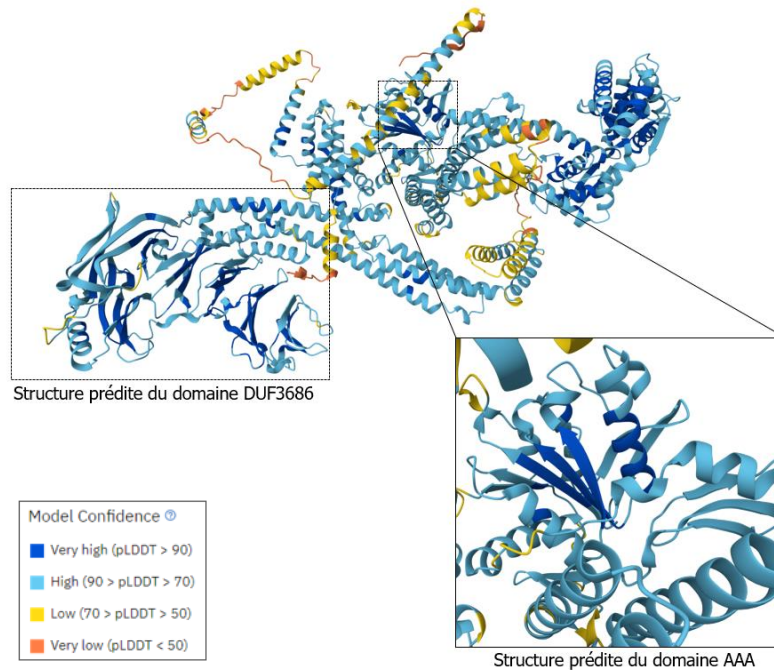 Structure prédite du domaine DUF3686
Model Confidence ?
Very high (pLDDT > 90)
High (90 > pLDDT > 70)
Low (70 > pLDDT > 50)
Very low (pLDDT < 50)
Structure prédite du domaine AAA